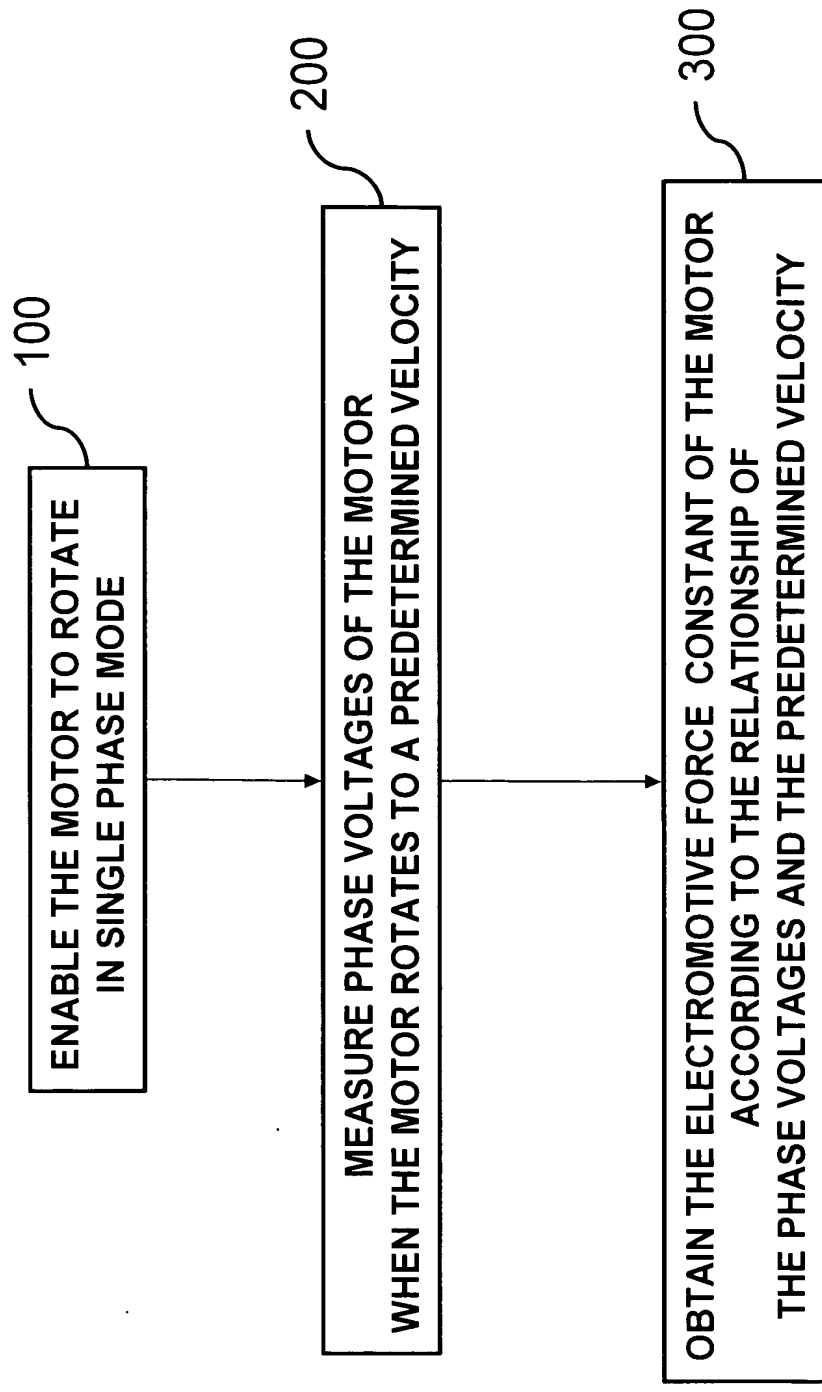 100
ENABLE THE MOTOR TO ROTATE
IN SINGLE PHASE MODE
200
MEASURE PHASE VOLTAGES OF THE MOTOR
WHEN THE MOTOR ROTATES TO A PREDETERMINED VELOCITY
300
OBTAIN THE ELECTROMOTIVE FORCE CONSTANT OF THE MOTOR
ACCORDING TO THE RELATIONSHIP OF
THE PHASE VOLTAGES AND THE PREDETERMINED VELOCITY